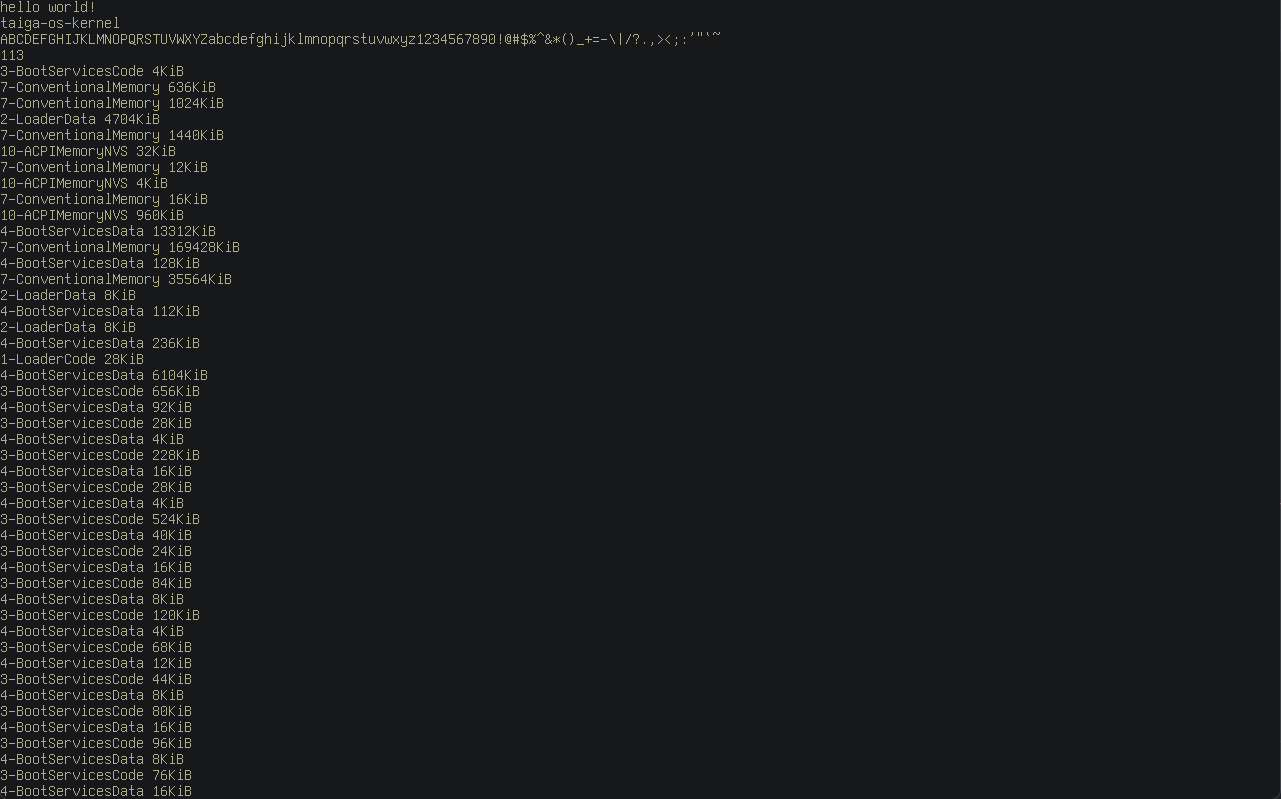 hello world!
taiga-os-kernel
ABCDEFGHIJKLMNOPQRSTUVWXYZabcdefghijklmnopqrstuvwxyz1234567890!@#$%^&*()_+=-\|/?.,><;:'"`~
113
3-BootServicesCode 4KiB
7-ConventionalMemory 636KiB
7-ConventionalMemory 1024KiB
2-LoaderData 4704KiB
7-ConventionalMemory 1440KiB
10-ACPIMemoryNVS 32KiB
7-ConventionalMemory 12KiB
10-ACPIMemoryNVS 4KiB
7-ConventionalMemory 16KiB
10-ACPIMemoryNVS 960KiB
4-BootServicesData 13312KiB
7-ConventionalMemory 169428KiB
4-BootServicesData 128KiB
7-ConventionalMemory 35564KiB
2-LoaderData 8KiB
4-BootServicesData 112KiB
2-LoaderData 8KiB
4-BootServicesData 236KiB
1-LoaderCode 28KiB
4-BootServicesData 6104KiB
3-BootServicesCode 656KiB
4-BootServicesData 92KiB
3-BootServicesCode 28KiB
4-BootServicesData 4KiB
3-BootServicesCode 228KiB
4-BootServicesData 16KiB
3-BootServicesCode 28KiB
4-BootServicesData 4KiB
3-BootServicesCode 524KiB
4-BootServicesData 40KiB
3-BootServicesCode 24KiB
4-BootServicesData 16KiB
3-BootServicesCode 84KiB
4-BootServicesData 8KiB
3-BootServicesCode 120KiB
4-BootServicesData 4KiB
3-BootServicesCode 68KiB
4-BootServicesData 12KiB
3-BootServicesCode 44KiB
4-BootServicesData 8KiB
3-BootServicesCode 80KiB
4-BootServicesData 16KiB
3-BootServicesCode 96KiB
4-BootServicesData 8KiB
3-BootServicesCode 76KiB
4-BootServicesData 16KiB